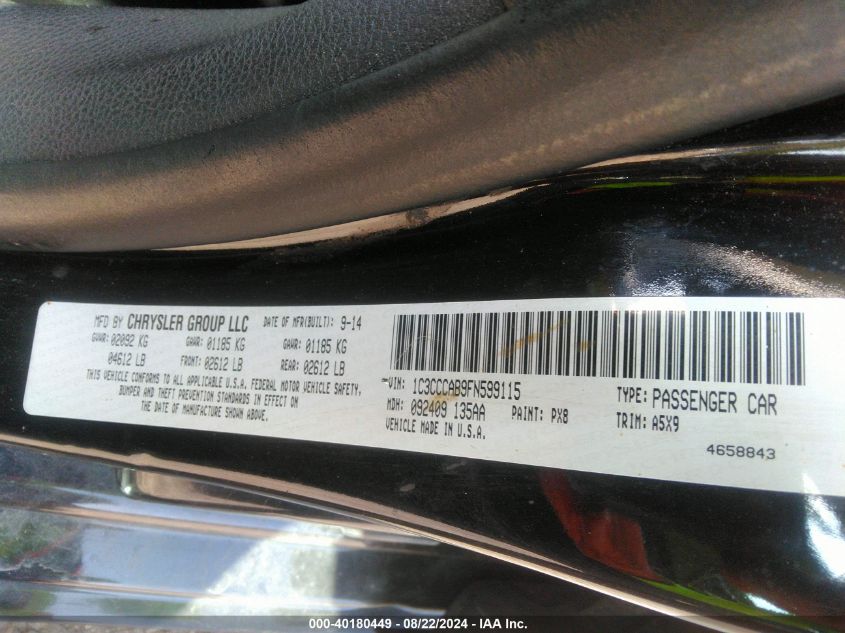 MFD BY CHRYSLER GROUP LLC DATE OF MFR(BUILT): 9-14
GVWR: 02092 KG GAWR: 01185 KG GAWR: 01185 KG
04612 LB FRONT: 02612 LB REAR: 02612 LB
THIS VEHICLE CONFORMS TO ALL APPLICABLE U.S.A. FEDERAL MOTOR VEHICLE SAFETY,
BUMPER AND THEFT PREVENTION STANDARDS IN EFFECT ON
THE DATE OF MANUFACTURE SHOWN ABOVE.
VIN: 1C3CCCAB9FN599115 TYPE: PASSENGER CAR
MDH: 092409 135AA PAINT: PX8 TRIM: A5X9
VEHICLE MADE IN U.S.A.
4658843
000-40180449 - 08/22/2024 - IAA Inc.